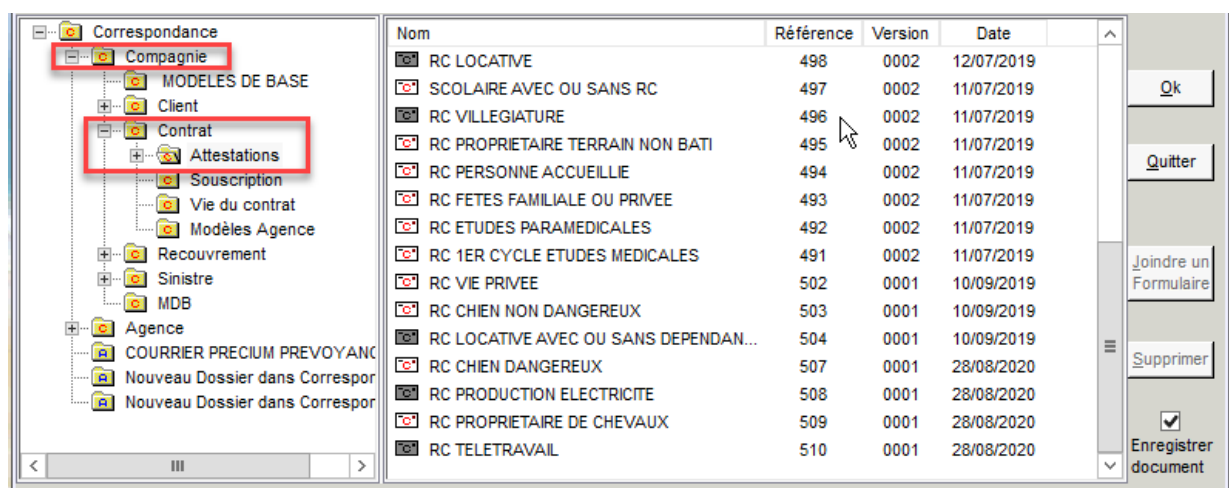 Correspondance
Compagnie
MODELES DE BASE
Client
Contrat
Attestations
Souscription
Vie du contrat
Modèles Agence
Recouvrement
Sinistre
MDB
Agence
COURRIER PRECIUM PREVOYANC
Nouveau Dossier dans Correspor
Nouveau Dossier dans Correspor
Nom Référence Version Date
RC LOCATIVE 498 0002 12/07/2019
SCOLAIRE AVEC OU SANS RC 497 0002 11/07/2019
RC VILLEGIATURE 496 0002 11/07/2019
RC PROPRIETAIRE TERRAIN NON BATI 495 0002 11/07/2019
RC PERSONNE ACCUEILLIE 494 0002 11/07/2019
RC FETES FAMILIALE OU PRIVEE 493 0002 11/07/2019
RC ETUDES PARAMEDICALES 492 0002 11/07/2019
RC 1ER CYCLE ETUDES MEDICALES 491 0002 11/07/2019
RC VIE PRIVEE 502 0001 10/09/2019
RC CHIEN NON DANGEREUX 503 0001 10/09/2019
RC LOCATIVE AVEC OU SANS DEPENDAN... 504 0001 10/09/2019
RC CHIEN DANGEREUX 507 0001 28/08/2020
RC PRODUCTION ELECTRICITE 508 0001 28/08/2020
RC PROPRIETAIRE DE CHEVAUX 509 0001 28/08/2020
RC TELETRAVAIL 510 0001 28/08/2020
Ok
Quitter
Joindre un
Formulaire
Supprimer
Enregistrer
document